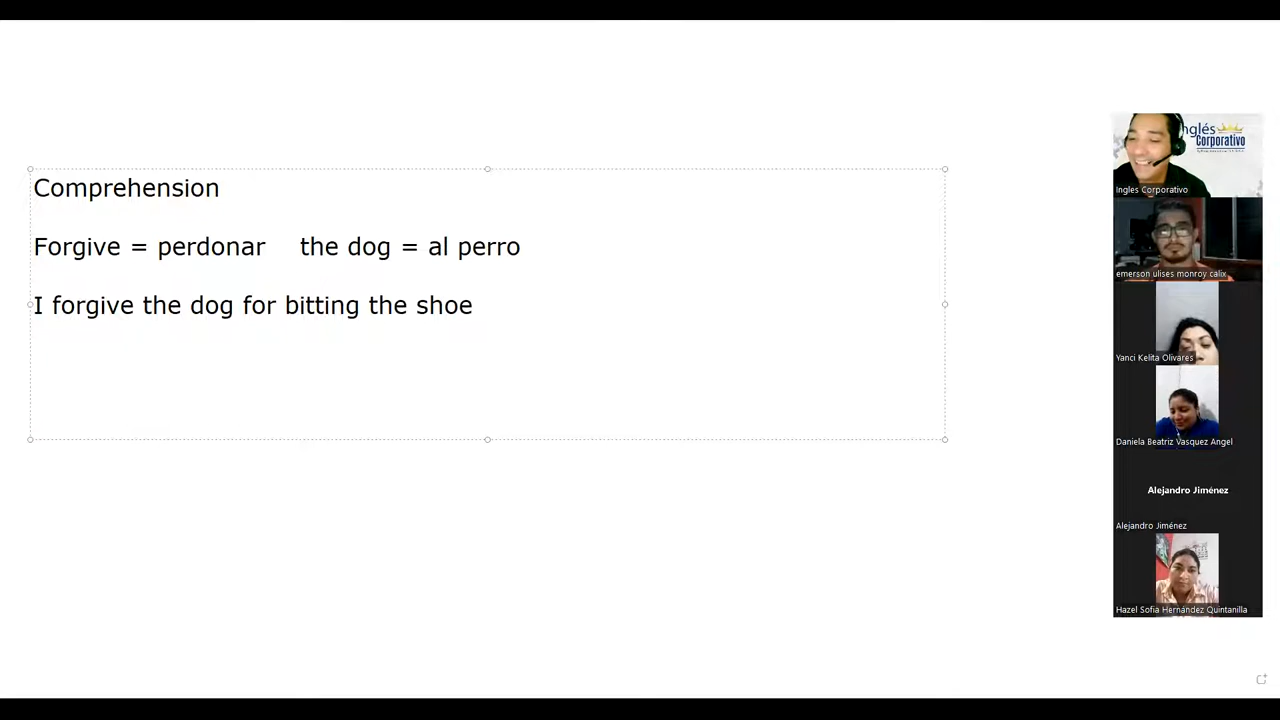 Comprehension
Forgive = perdonar the dog = al perro
I forgive the dog for bitting the shoe
nglés
Corporativo
Ingles Corporativo
emerson ulises monroy calix
Yanci Kelita Olivares
Daniela Beatriz Vasquez Angel
Alejandro Jiménez
Alejandro Jiménez
Hazel Sofia Hernández Quintanilla